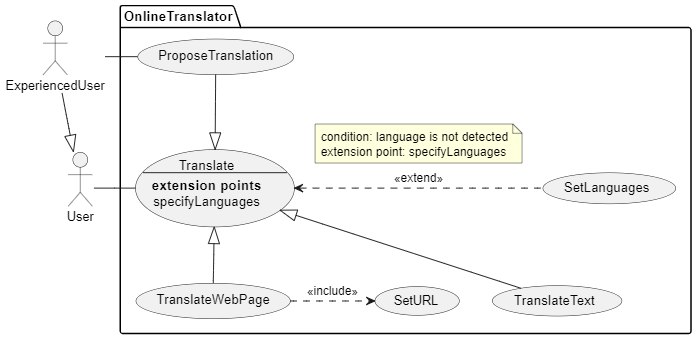 OnlineTranslator
ExperiencedUser
ProposeTranslation
condition: language is not detected
extension point: specifyLanguages
Translate
extension points
specifyLanguages
«extend»
SetLanguages
User
TranslateWebPage
«include»
SetURL
TranslateText